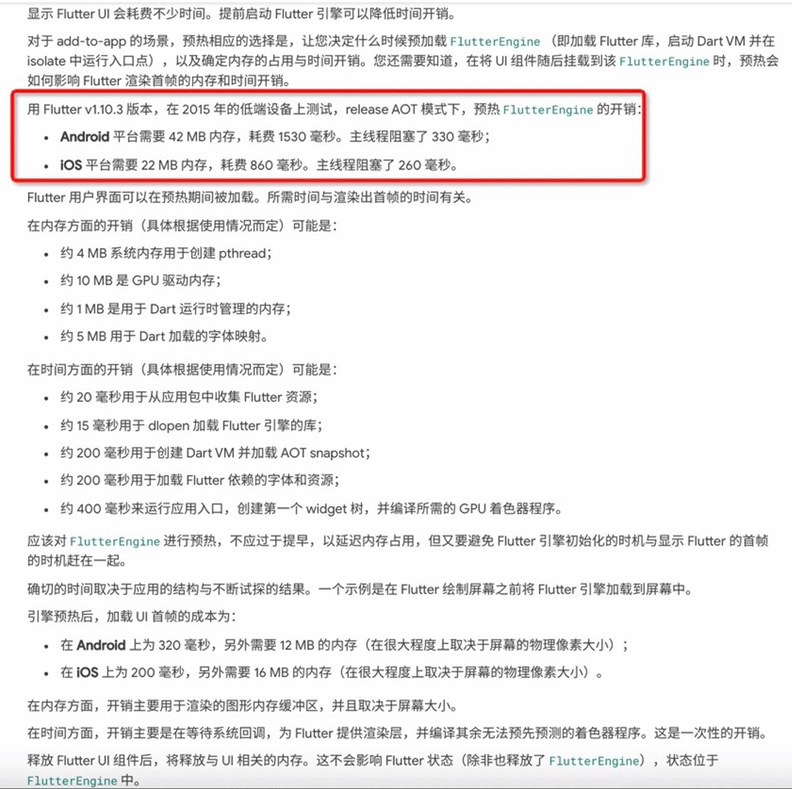 显示 Flutter UI 会耗费不少时间。提前启动 Flutter 引擎可以降低时间开销。
对于 add-to-app 的场景，预热相应的选择是，让您决定什么时候预加载 FlutterEngine （即加载 Flutter 库，启动 Dart VM 并在
isolate 中运行入口点），以及确定内存的占用与时间开销。您还需要知道，在将 UI 组件随后挂载到该 FlutterEngine 时，预热会
如何影响 Flutter 渲染首帧的内存和时间开销。
用 Flutter v1.10.3 版本，在 2015 年的低端设备上测试，release AOT 模式下，预热 FlutterEngine 的开销：
• Android 平台需要 42 MB 内存，耗费 1530 毫秒。主线程阻塞了 330 毫秒；
• iOS 平台需要 22 MB 内存，耗费 860 毫秒。主线程阻塞了 260 毫秒。
Flutter 用户界面可以在预热期间被加载。所需时间与渲染出首帧的时间有关。
在内存方面的开销（具体根据使用情况而定）可能是：
• 约 4 MB 系统内存用于创建 pthread；
• 约 10 MB 是 GPU 驱动内存；
• 约 1 MB 是用于 Dart 运行时管理的内存；
• 约 5 MB 用于 Dart 加载的字体映射。
在时间方面的开销（具体根据使用情况而定）可能是：
• 约 20 毫秒用于从应用包中收集 Flutter 资源；
• 约 15 毫秒用于 dlopen 加载 Flutter 引擎的库；
• 约 200 毫秒用于创建 Dart VM 并加载 AOT snapshot；
• 约 200 毫秒用于加载 Flutter 依赖的字体和资源；
• 约 400 毫秒来运行应用入口，创建第一个 widget 树，并编译所需的 GPU 着色器程序。
应该对 FlutterEngine 进行预热，不应过于提早，以延迟内存占用，但又要避免 Flutter 引擎初始化的时机与显示 Flutter 的首帧
的时机赶在一起。
确切的时间取决于应用的结构与不断试探的结果。一个示例是在 Flutter 绘制屏幕之前将 Flutter 引擎加载到屏幕中。
引擎预热后，加载 UI 首帧的成本为：
• 在 Android 上为 320 毫秒，另外需要 12 MB 的内存（在很大程度上取决于屏幕的物理像素大小）；
• 在 iOS 上为 200 毫秒，另外需要 16 MB 的内存（在很大程度上取决于屏幕的物理像素大小）。
在内存方面，开销主要用于渲染的图形内存缓冲区，并且取决于屏幕大小。
在时间方面，开销主要是在等待系统回调，为 Flutter 提供渲染层，并编译其余无法预先预测的着色器程序。这是一次性的开销。
释放 Flutter UI 组件后，将释放与 UI 相关的内存。这不会影响 Flutter 状态（除非也释放了 FlutterEngine），状态位于
FlutterEngine 中。